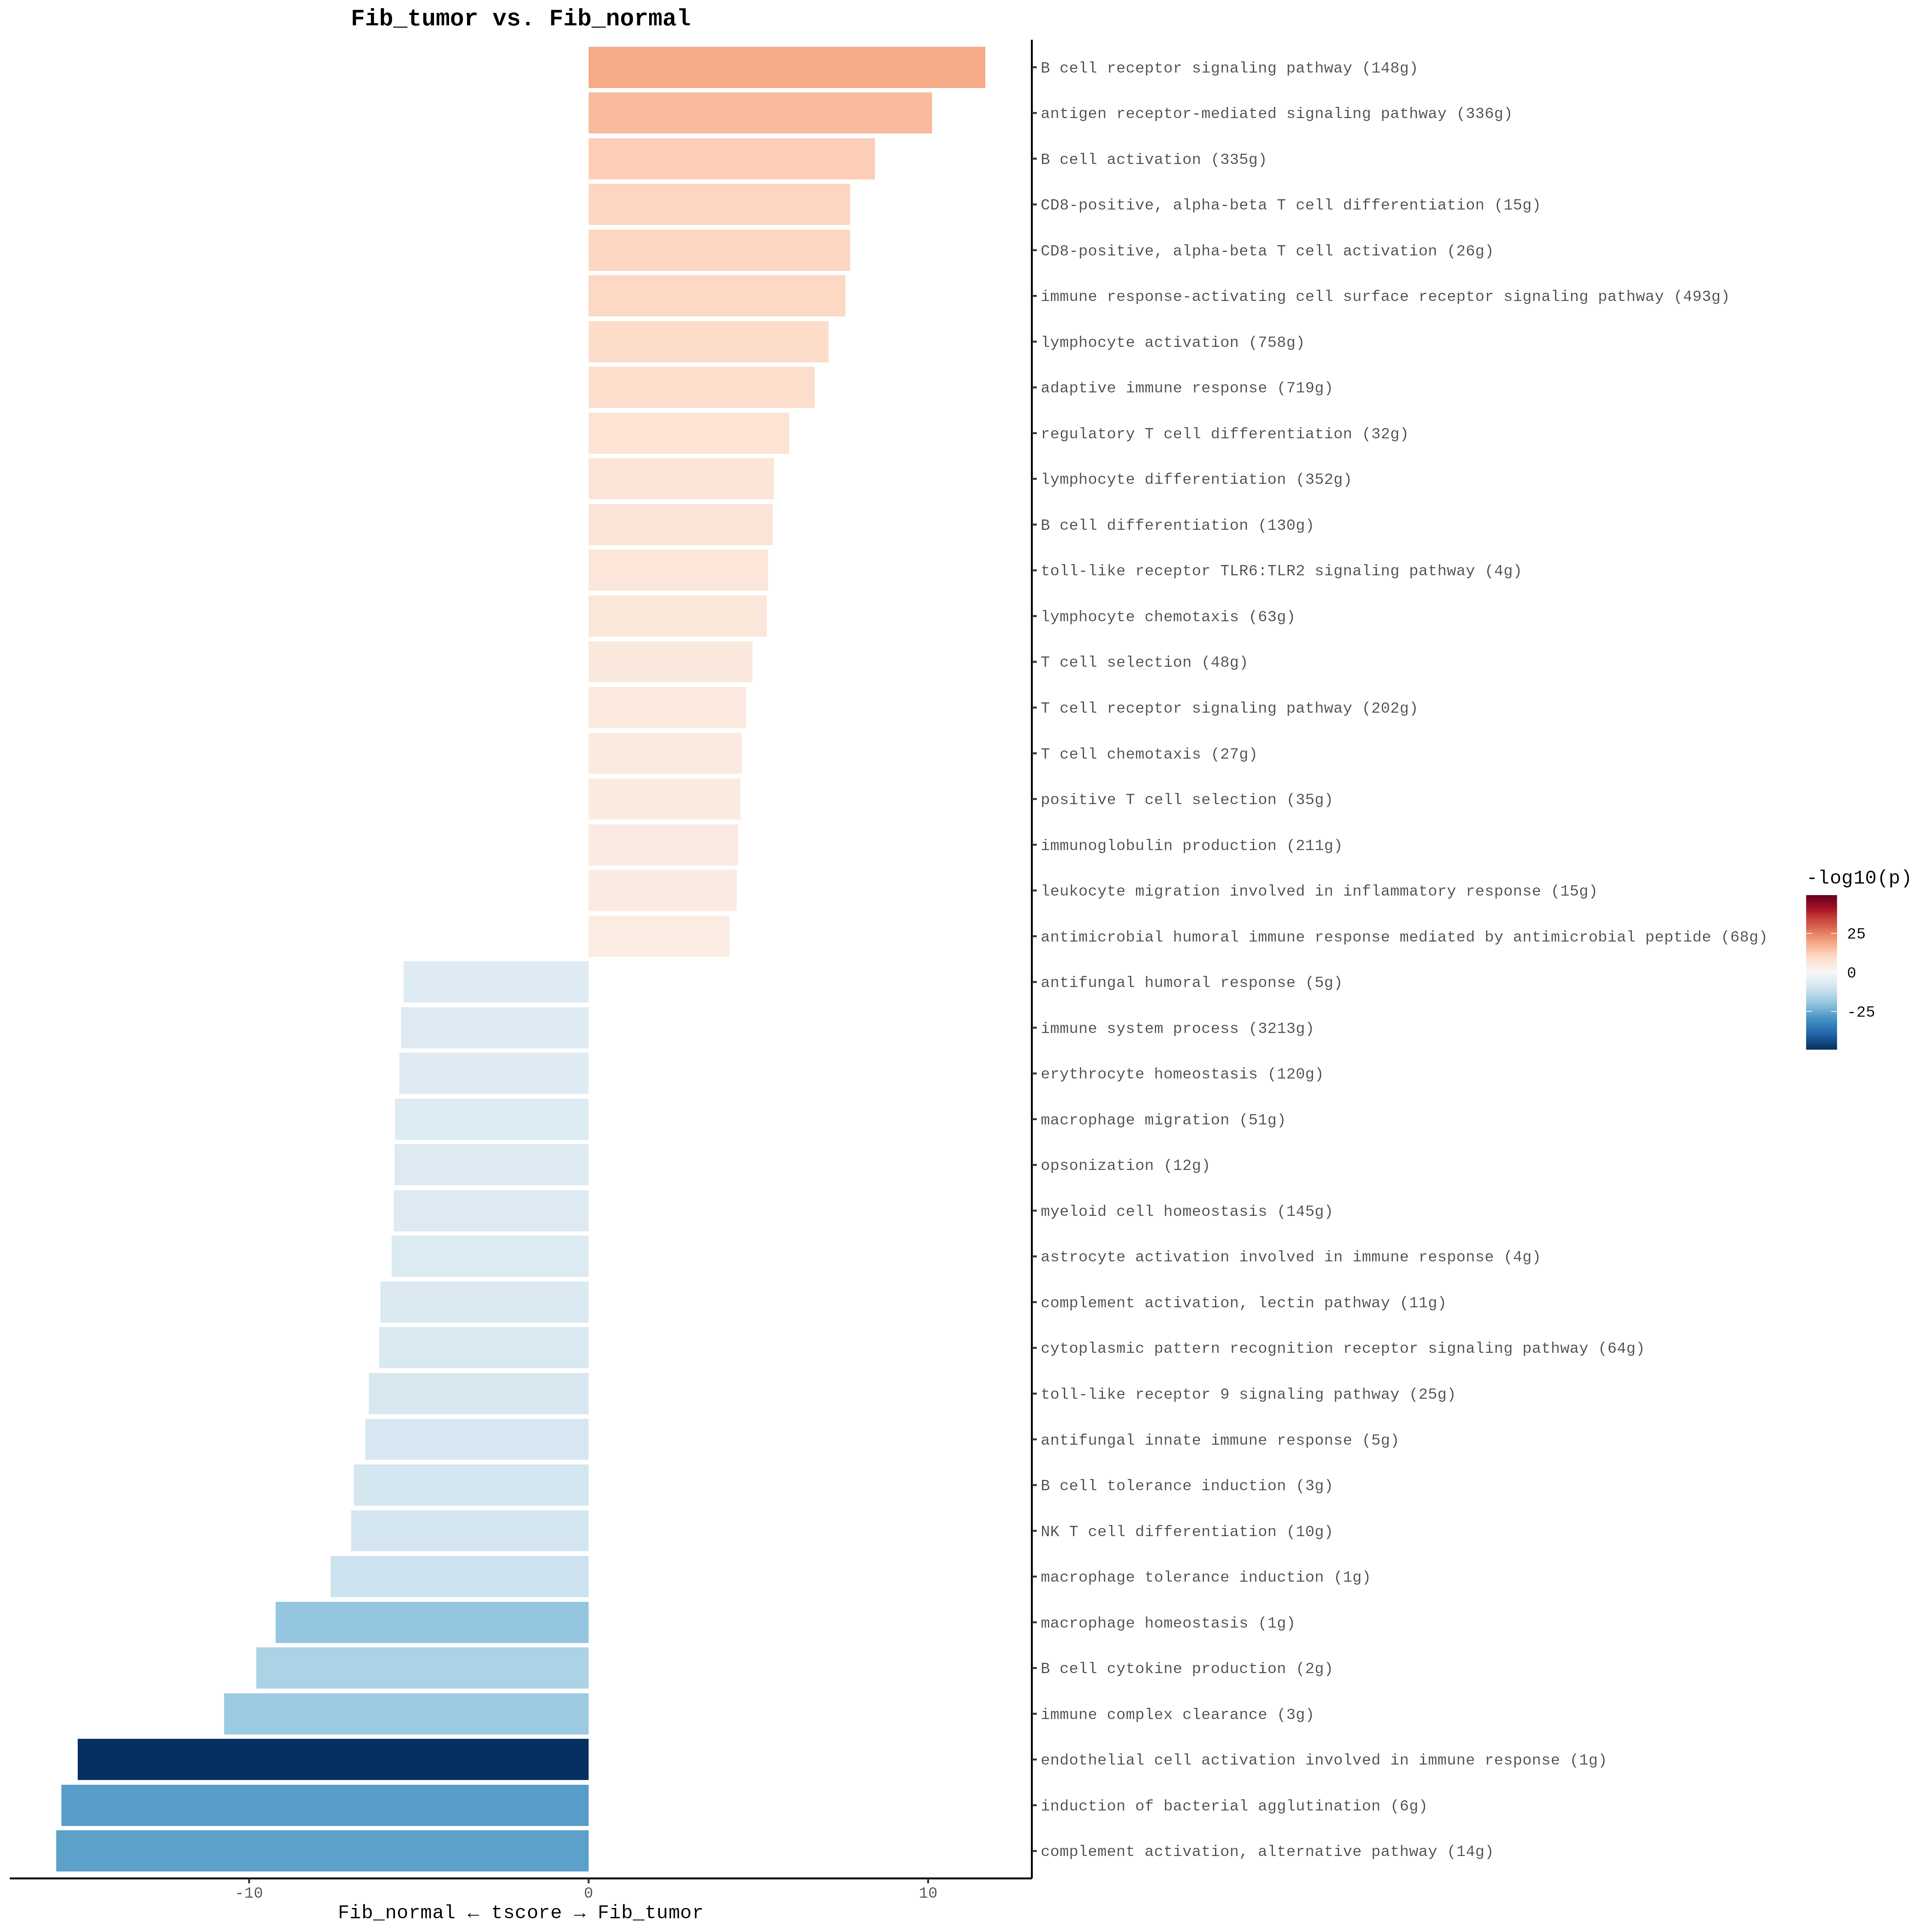 Fib_tumor vs. Fib_normal
B cell receptor signaling pathway (148g)
antigen receptor-mediated signaling pathway (336g)
B cell activation (335g)
CD8-positive, alpha-beta T cell differentiation (15g)
CD8-positive, alpha-beta T cell activation (26g)
immune response-activating cell surface receptor signaling pathway (493g)
lymphocyte activation (758g)
adaptive immune response (719g)
regulatory T cell differentiation (32g)
lymphocyte differentiation (352g)
B cell differentiation (130g)
toll-like receptor TLR6:TLR2 signaling pathway (4g)
lymphocyte chemotaxis (63g)
T cell selection (48g)
T cell receptor signaling pathway (202g)
T cell chemotaxis (27g)
positive T cell selection (35g)
immunoglobulin production (211g)
leukocyte migration involved in inflammatory response (15g)
antimicrobial humoral immune response mediated by antimicrobial peptide (68g)
antifungal humoral response (5g)
immune system process (3213g)
erythrocyte homeostasis (120g)
macrophage migration (51g)
opsonization (12g)
myeloid cell homeostasis (145g)
astrocyte activation involved in immune response (4g)
complement activation, lectin pathway (11g)
cytoplasmic pattern recognition receptor signaling pathway (64g)
toll-like receptor 9 signaling pathway (25g)
antifungal innate immune response (5g)
B cell tolerance induction (3g)
NK T cell differentiation (10g)
macrophage tolerance induction (1g)
macrophage homeostasis (1g)
B cell cytokine production (2g)
immune complex clearance (3g)
endothelial cell activation involved in immune response (1g)
induction of bacterial agglutination (6g)
complement activation, alternative pathway (14g)
-10 0 10
Fib_normal ← tscore → Fib_tumor
-log10(p)
25
0
-25